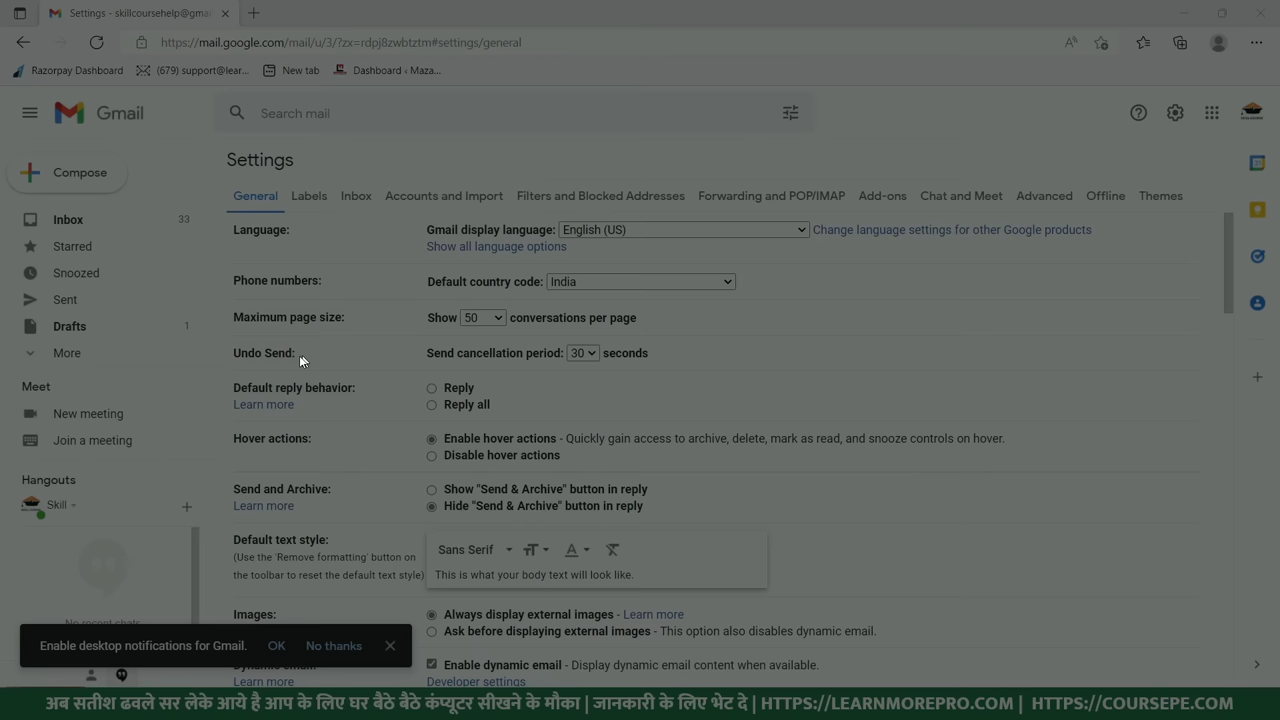 Settings - skillcoursehelp@gma
https://mail.google.com/mail/u/3/?zx=rdpj8zwbtztm#settings/general
Razorpay Dashboard
(679) support@lear...
New tab
Dashboard ‹ Maza...
Gmail
Search mail
Compose
Inbox 33
Starred
Snoozed
Sent
Drafts 1
More
Meet
New meeting
Join a meeting
Hangouts
Skill
Settings
General Labels Inbox Accounts and Import Filters and Blocked Addresses Forwarding and POP/IMAP Add-ons Chat and Meet Advanced Offline Themes
Language: Gmail display language: English (US) Change language settings for other Google products
Show all language options
Phone numbers: Default country code: India
Maximum page size: Show 50 conversations per page
Undo Send: Send cancellation period: 30 seconds
Default reply behavior: Reply
Learn more Reply all
Hover actions: Enable hover actions - Quickly gain access to archive, delete, mark as read, and snooze controls on hover.
Disable hover actions
Send and Archive: Show "Send & Archive" button in reply
Learn more Hide "Send & Archive" button in reply
Default text style: Sans Serif
(Use the 'Remove formatting' button on
the toolbar to reset the default text style) This is what your body text will look like.
Images: Always display external images - Learn more
Ask before displaying external images - This option also disables dynamic email.
Enable desktop notifications for Gmail. OK No thanks
Enable dynamic email - Display dynamic email content when available.
Learn more Developer settings
अब सतीश ढवले सर लेके आये है आप के लिए घर बैठे बैठे कंप्यूटर सीखने के मौका | जानकारी के लिए भेट दे | HTTPS://LEARNMOREPRO.COM | HTTPS://COURSEPE.COM